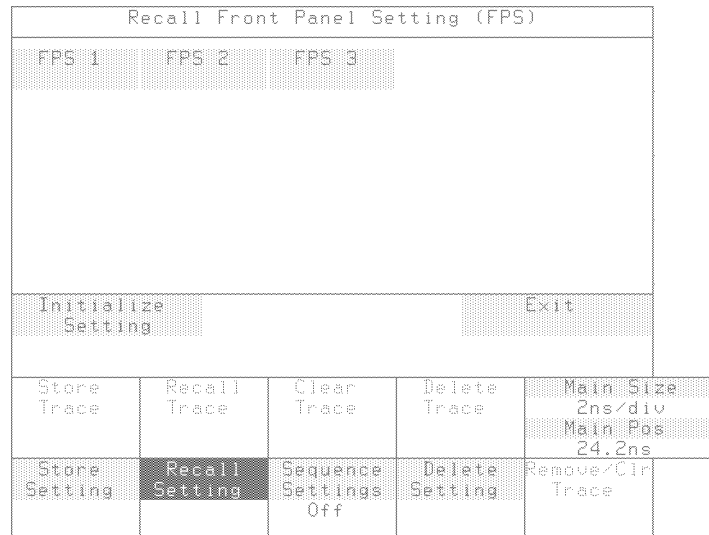 Recall Front Panel Setting (FPS)
FPS 1 FPS 2 FPS 3
Initialize Setting Exit
Store Trace Recall Trace Clear Trace Delete Trace Main Size 2ns/div Main Pos 24.2ns
Store Setting Recall Setting Sequence Settings Off Delete Setting Remove/Clr Trace